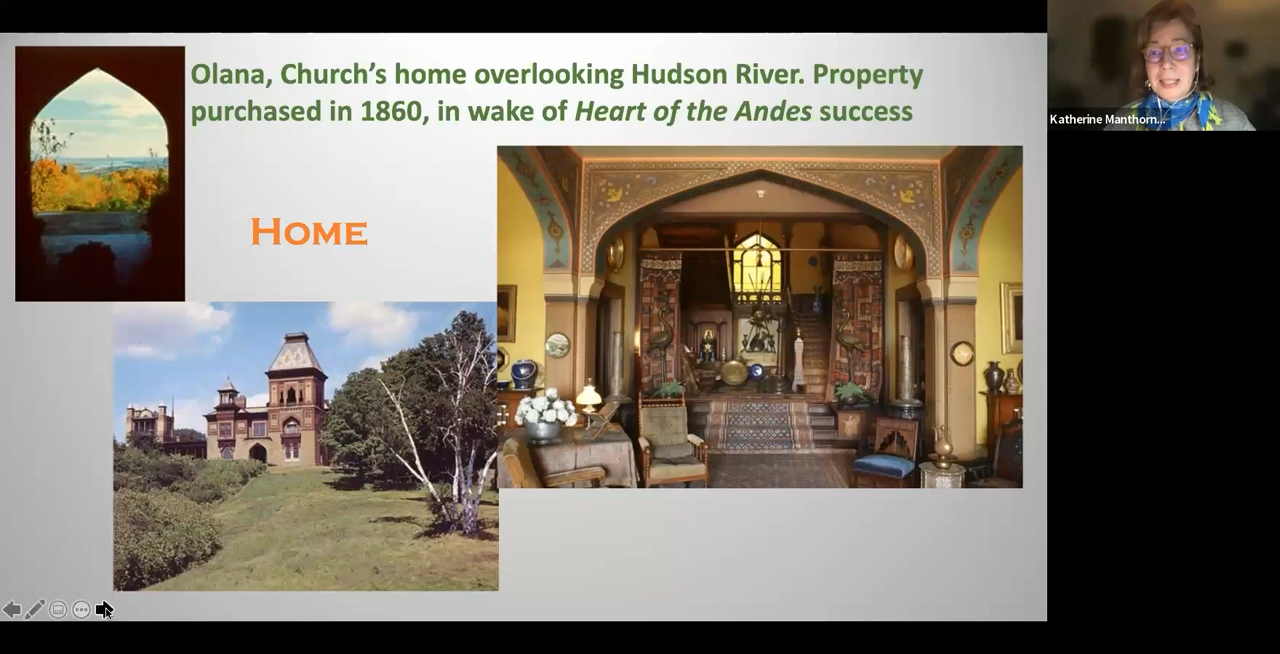 Olana, Church's home overlooking Hudson River. Property
purchased in 1860, in wake of Heart of the Andes success
HOME
Katherine Manthorn...